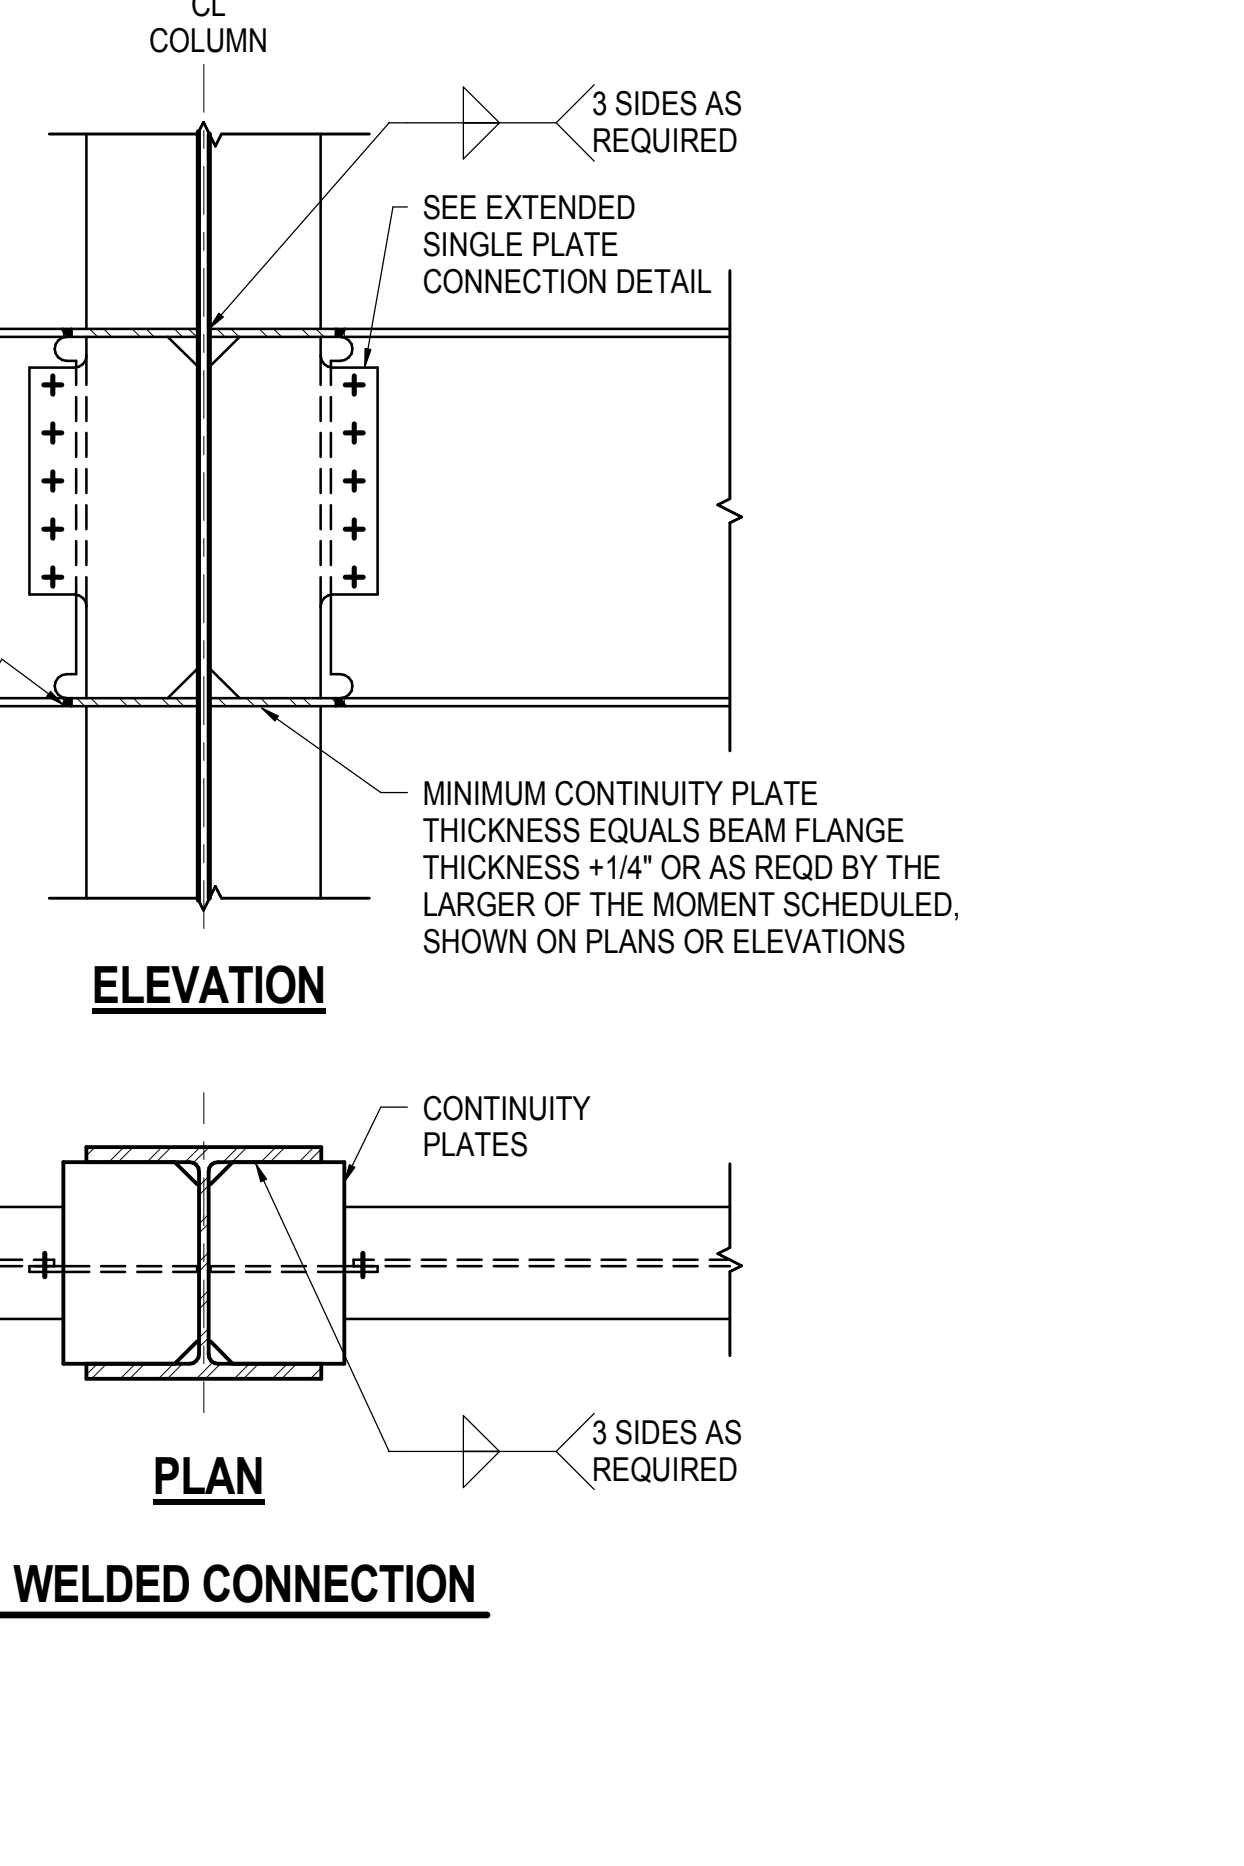 CL
COLUMN
3 SIDES AS
REQUIRED
SEE EXTENDED
SINGLE PLATE
CONNECTION DETAIL
MINIMUM CONTINUITY PLATE
THICKNESS EQUALS BEAM FLANGE
THICKNESS +1/4" OR AS REQD BY THE
LARGER OF THE MOMENT SCHEDULED,
SHOWN ON PLANS OR ELEVATIONS
ELEVATION
CONTINUITY
PLATES
3 SIDES AS
REQUIRED
PLAN
WELDED CONNECTION